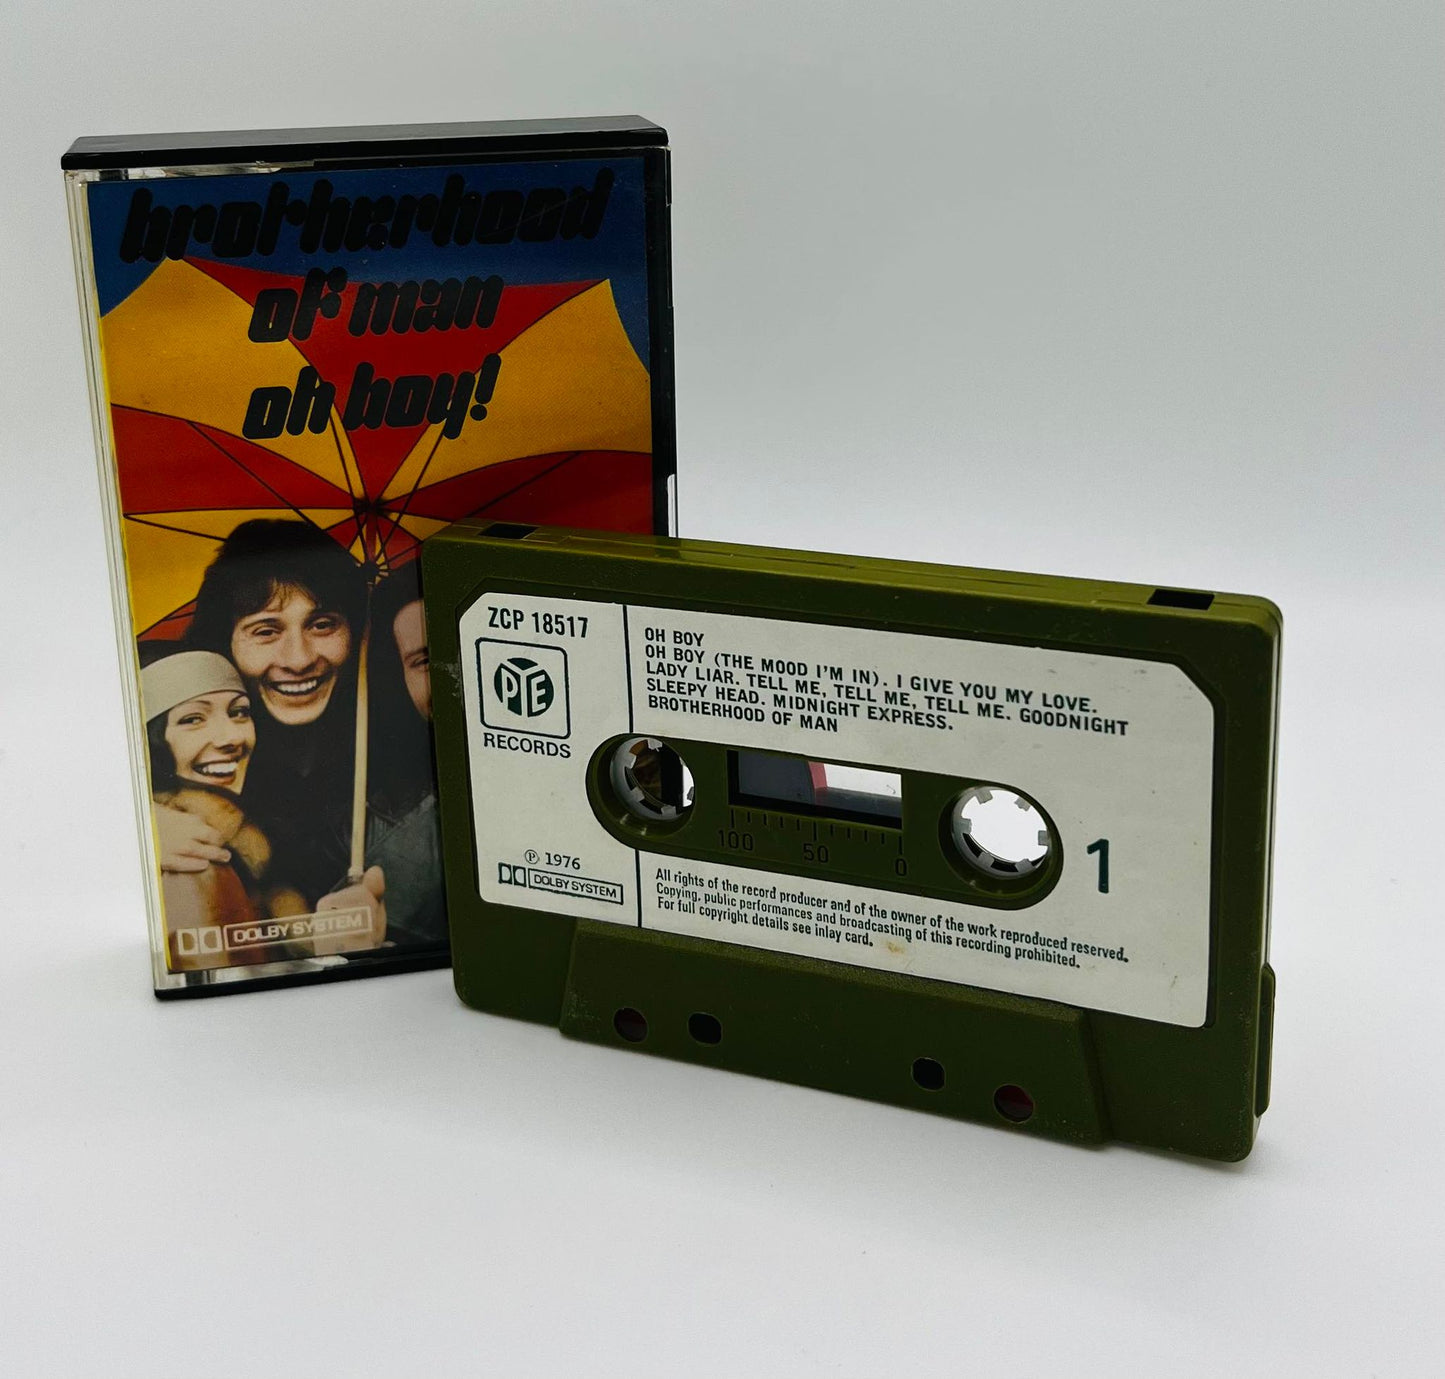 brotherhood
of man
oh boy!
DOLBY SYSTEM
ZCP 18517
PYE
RECORDS
℗ 1976
DOLBY SYSTEM
OH BOY
OH BOY (THE MOOD I'M IN). I GIVE YOU MY LOVE.
LADY LIAR. TELL ME, TELL ME, TELL ME. GOODNIGHT
SLEEPY HEAD. MIDNIGHT EXPRESS.
BROTHERHOOD OF MAN
100 50 0
1
All rights of the record producer and of the owner of the work reproduced reserved.
Copying, public performances and broadcasting of this recording prohibited.
For full copyright details see inlay card.